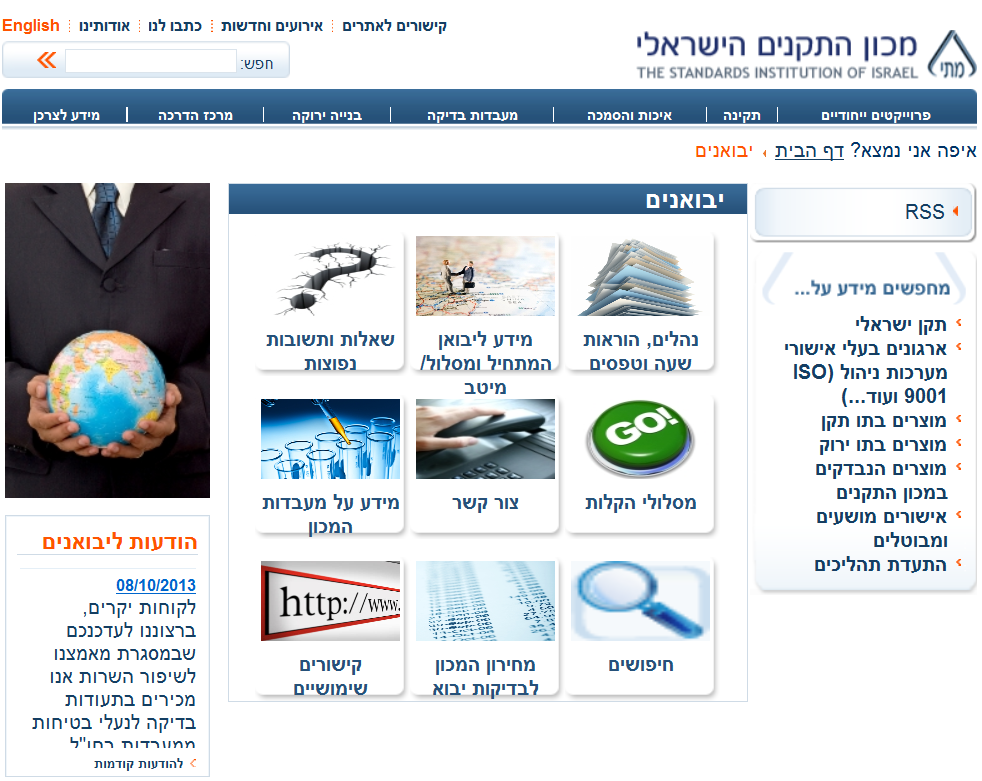 קישורים לאתרים
אירועים וחדשות
כתבו לנו
אודותינו
English
חפש:
מכון התקנים הישראלי
THE STANDARDS INSTITUTION OF ISRAEL
מתי
פרוייקטים ייחודיים
תקינה
איכות והסמכה
מעבדות בדיקה
בנייה ירוקה
מרכז הדרכה
מידע לצרכן
איפה אני נמצא? דף הבית יבואנים
RSS
מחפשים מידע על...
תקן ישראלי
ארגונים בעלי אישורי
מערכות ניהול (ISO
9001 ועוד...)
מוצרים בתו תקן
מוצרים בתו ירוק
מוצרים הנבדקים
במכון התקנים
אישורים מושעים
ומבוטלים
התעדת תהליכים
יבואנים
נהלים, הוראות
שעה וטפסים
מידע ליבואן
המתחיל ומסלול/
מיטב
שאלות ותשובות
נפוצות
GO!
מסלולי הקלות
צור קשר
מידע על מעבדות
המכון
חיפושים
מחירון המכון
לבדיקות יבוא
http://www.
קישורים
שימושיים
הודעות ליבואנים
08/10/2013
לקוחות יקרים,
ברצוננו לעדכנכם
שבמסגרת מאמצנו
לשיפור השרות אנו
מכירים בתעודות
בדיקה לנעלי בטיחות
ממעבדות בחו"ל
להודעות קודמות